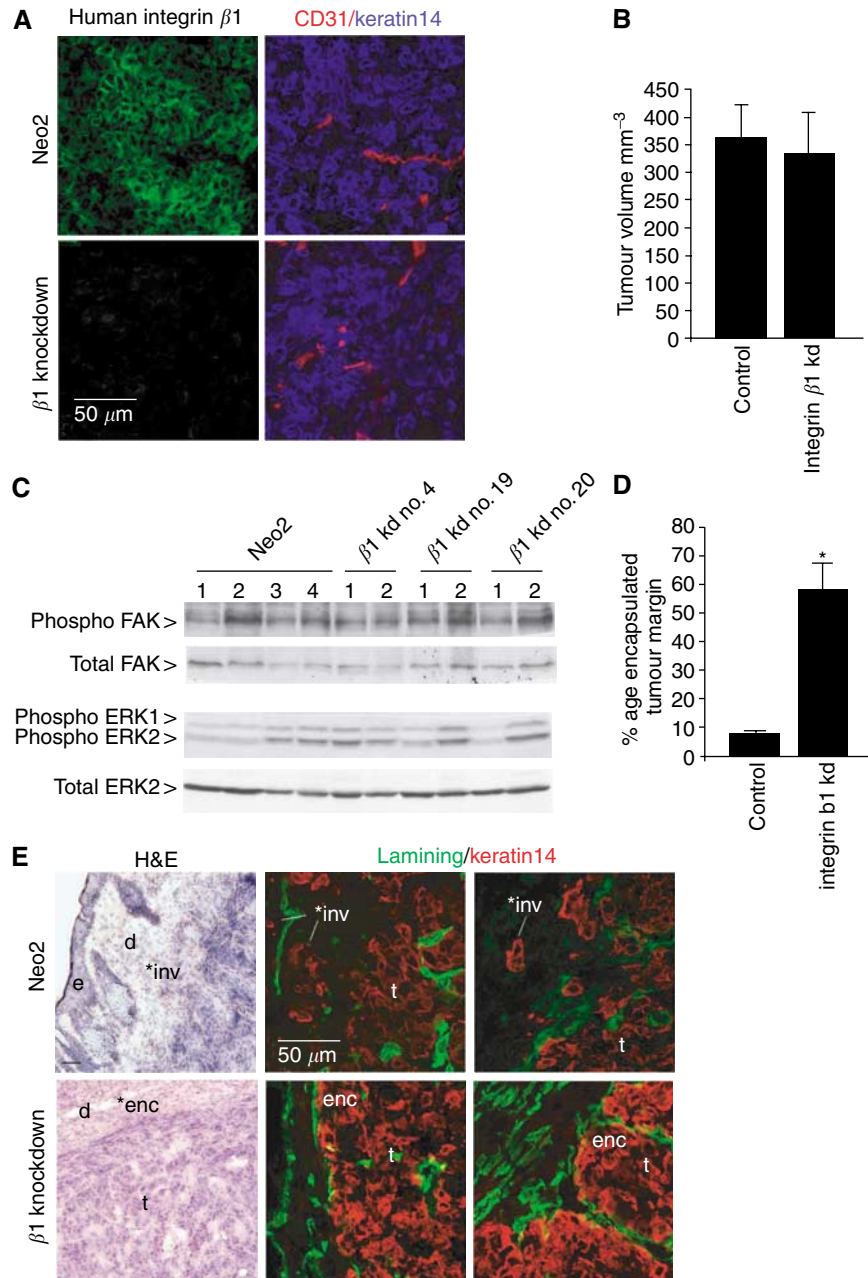 A
Human integrin β1
CD31/keratin14
Neo2
β1 knockdown
50 μm
B
Tumour volume mm−3
450
400
350
300
250
200
150
100
50
0
Control
Integrin β1 kd
C
Neo2
β1 kd no. 4
β1 kd no. 19
β1 kd no. 20
1 2 3 4 1 2 1 2 1 2
Phospho FAK >
Total FAK >
Phospho ERK1 >
Phospho ERK2 >
Total ERK2 >
D
% age encapsulated
tumour margin
80
70
60
50
40
30
20
10
0
*
Control
integrin b1 kd
E
H&E
Lamining/keratin14
Neo2
d
*inv
e
*inv
t
50 μm
*inv
t
β1 knockdown
d
*enc
t
enc
t
enc
t